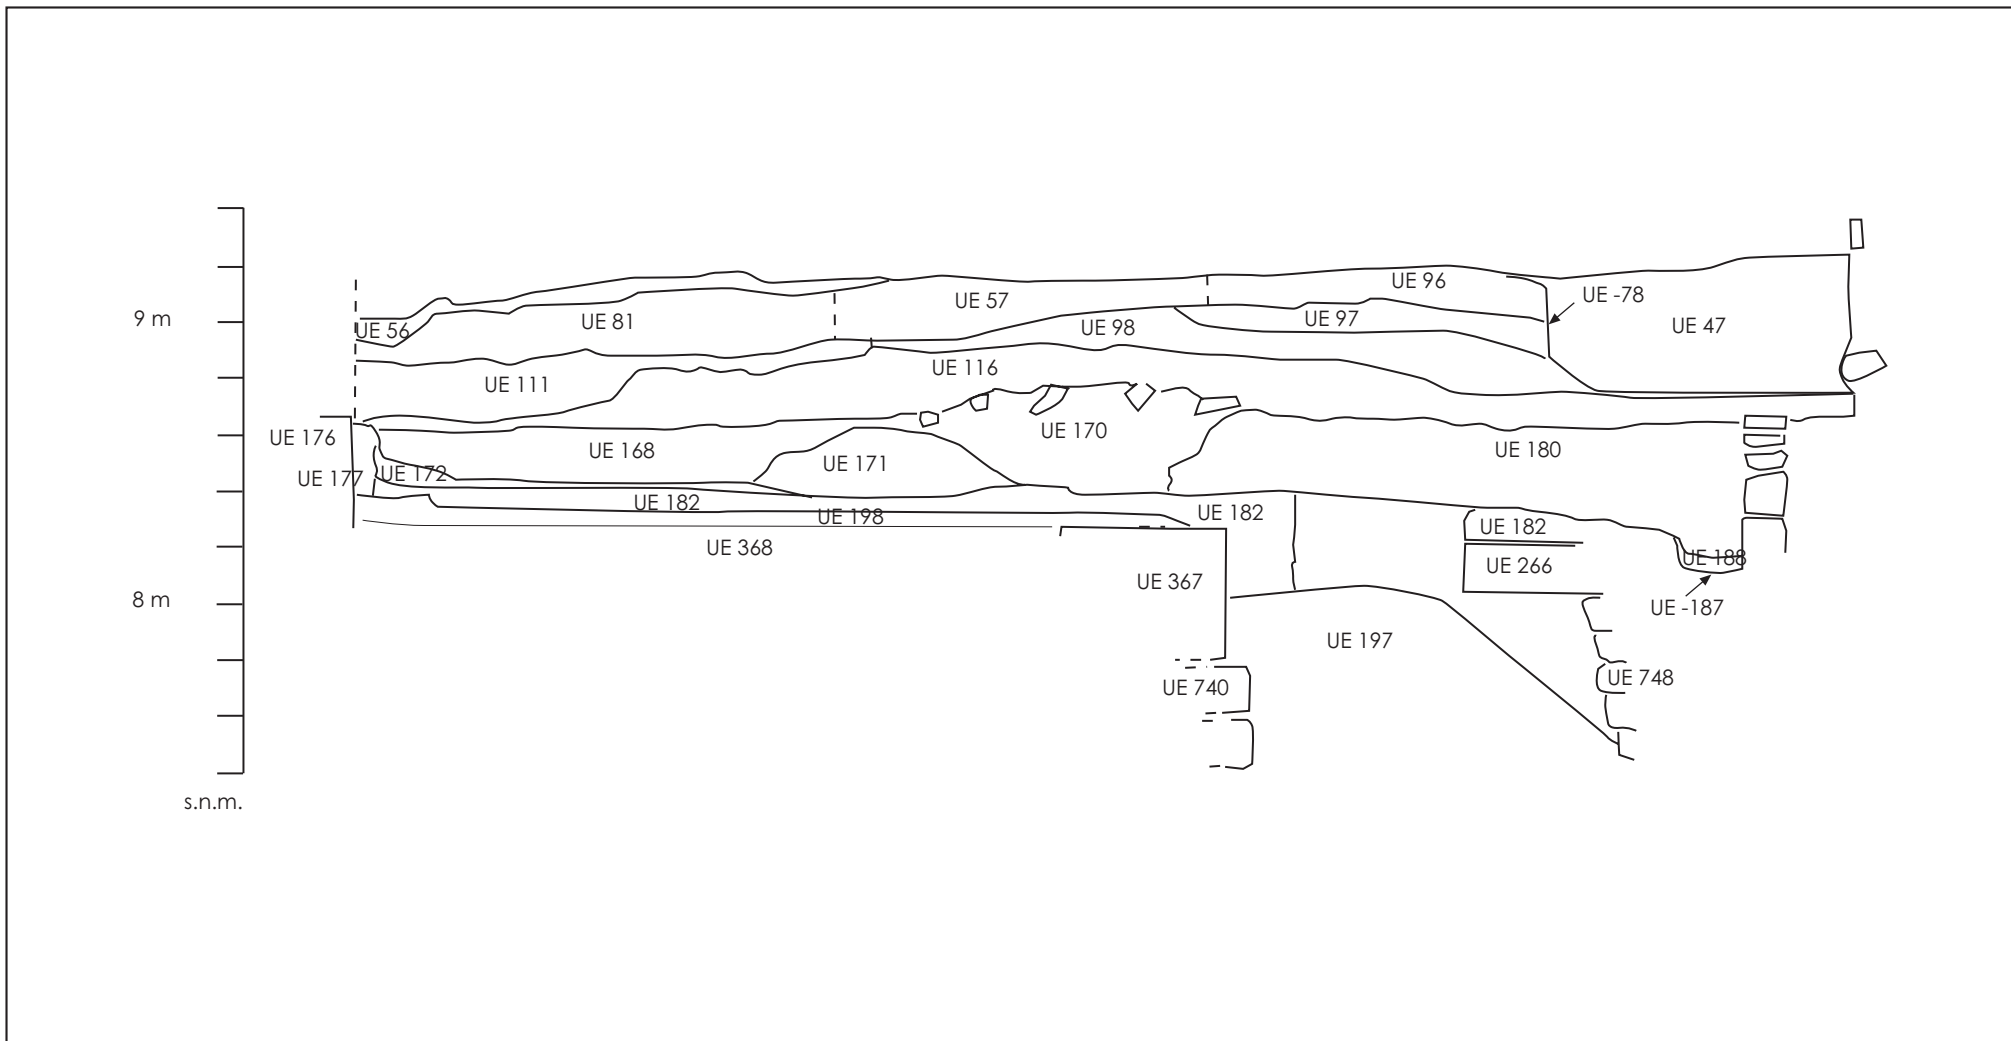 UE 96
UE -78
UE 57
9 m
UE 56
UE 81
UE 98
UE 97
UE 47
UE 116
UE 111
UE 176
UE 170
UE 168
UE 171
UE 180
UE 177
UE 172
UE 182
UE 198
UE 182
UE 182
UE 368
UE 188
UE 266
UE 367
8 m
UE -187
UE 197
UE 740
UE 748
s.n.m.